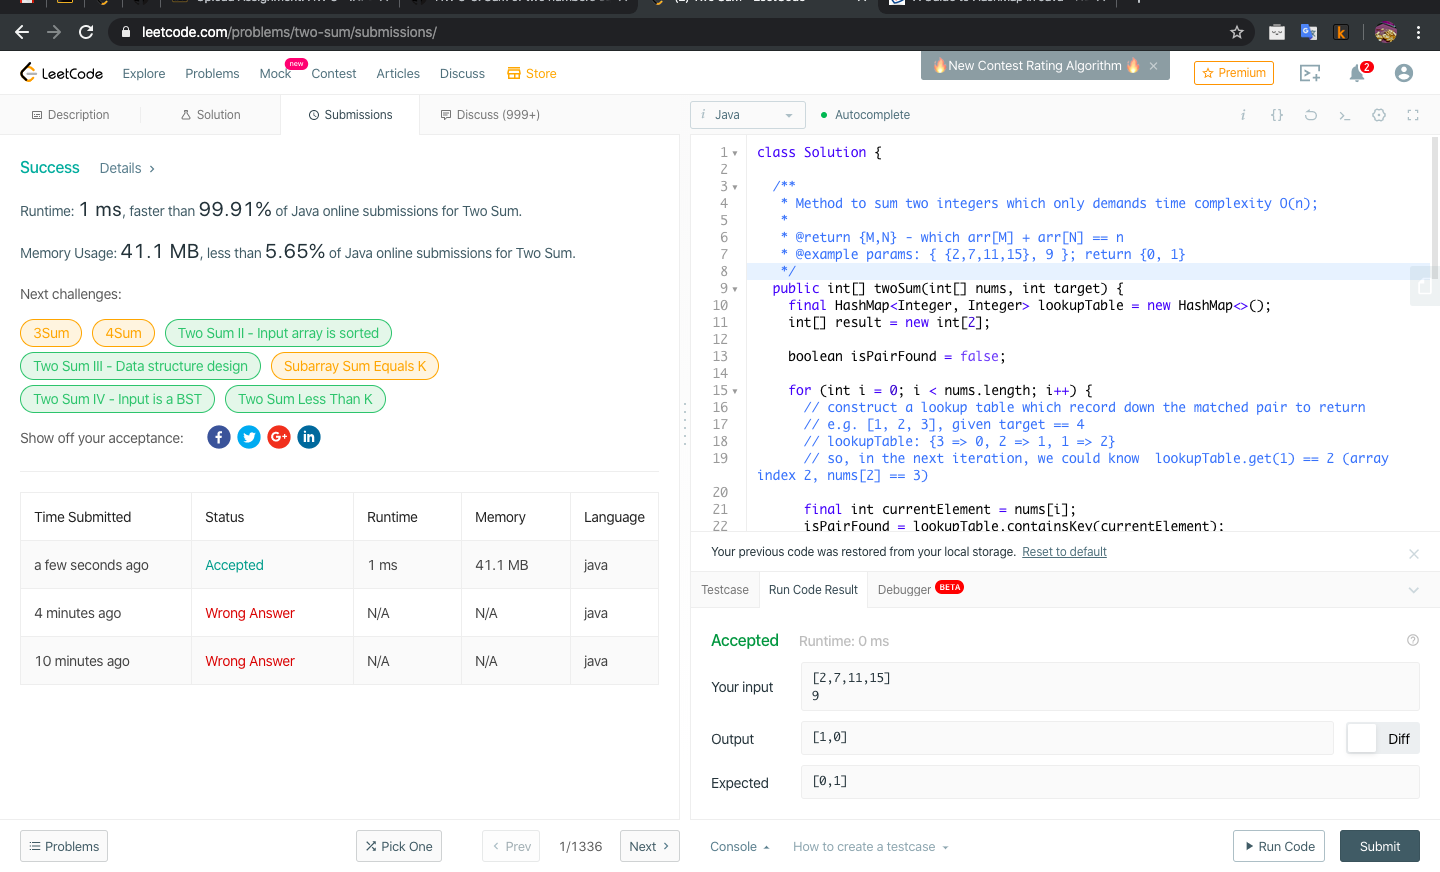 leetcode.com/problems/two-sum/submissions/
LeetCode
Explore
Problems
Mock
new
Contest
Articles
Discuss
Store
🔥New Contest Rating Algorithm 🔥 ×
Premium
2
Description
Solution
Submissions
Discuss (999+)
i Java
Autocomplete
Success
Details >
Runtime: 1 ms, faster than 99.91% of Java online submissions for Two Sum.
Memory Usage: 41.1 MB, less than 5.65% of Java online submissions for Two Sum.
Next challenges:
3Sum
4Sum
Two Sum II - Input array is sorted
Two Sum III - Data structure design
Subarray Sum Equals K
Two Sum IV - Input is a BST
Two Sum Less Than K
Show off your acceptance:
Time Submitted Status Runtime Memory Language
a few seconds ago Accepted 1 ms 41.1 MB java
4 minutes ago Wrong Answer N/A N/A java
10 minutes ago Wrong Answer N/A N/A java
1 class Solution {
2
3 /**
4 * Method to sum two integers which only demands time complexity O(n);
5 *
6 * @return {M,N} - which arr[M] + arr[N] == n
7 * @example params: { {2,7,11,15}, 9 }; return {0, 1}
8 */
9 public int[] twoSum(int[] nums, int target) {
10 final HashMap<Integer, Integer> lookupTable = new HashMap<>();
11 int[] result = new int[2];
12
13 boolean isPairFound = false;
14
15 for (int i = 0; i < nums.length; i++) {
16 // construct a lookup table which record down the matched pair to return
17 // e.g. [1, 2, 3], given target == 4
18 // lookupTable: {3 => 0, 2 => 1, 1 => 2}
19 // so, in the next iteration, we could know  lookupTable.get(1) == 2 (array
index 2, nums[2] == 3)
20
21 final int currentElement = nums[i];
22 isPairFound = lookupTable.containsKey(currentElement);
Your previous code was restored from your local storage. Reset to default
Testcase
Run Code Result
Debugger BETA
Accepted
Runtime: 0 ms
Your input
[2,7,11,15]
9
Output
[1,0]
Diff
Expected
[0,1]
Problems
Pick One
< Prev
1/1336
Next >
Console
How to create a testcase
Run Code
Submit